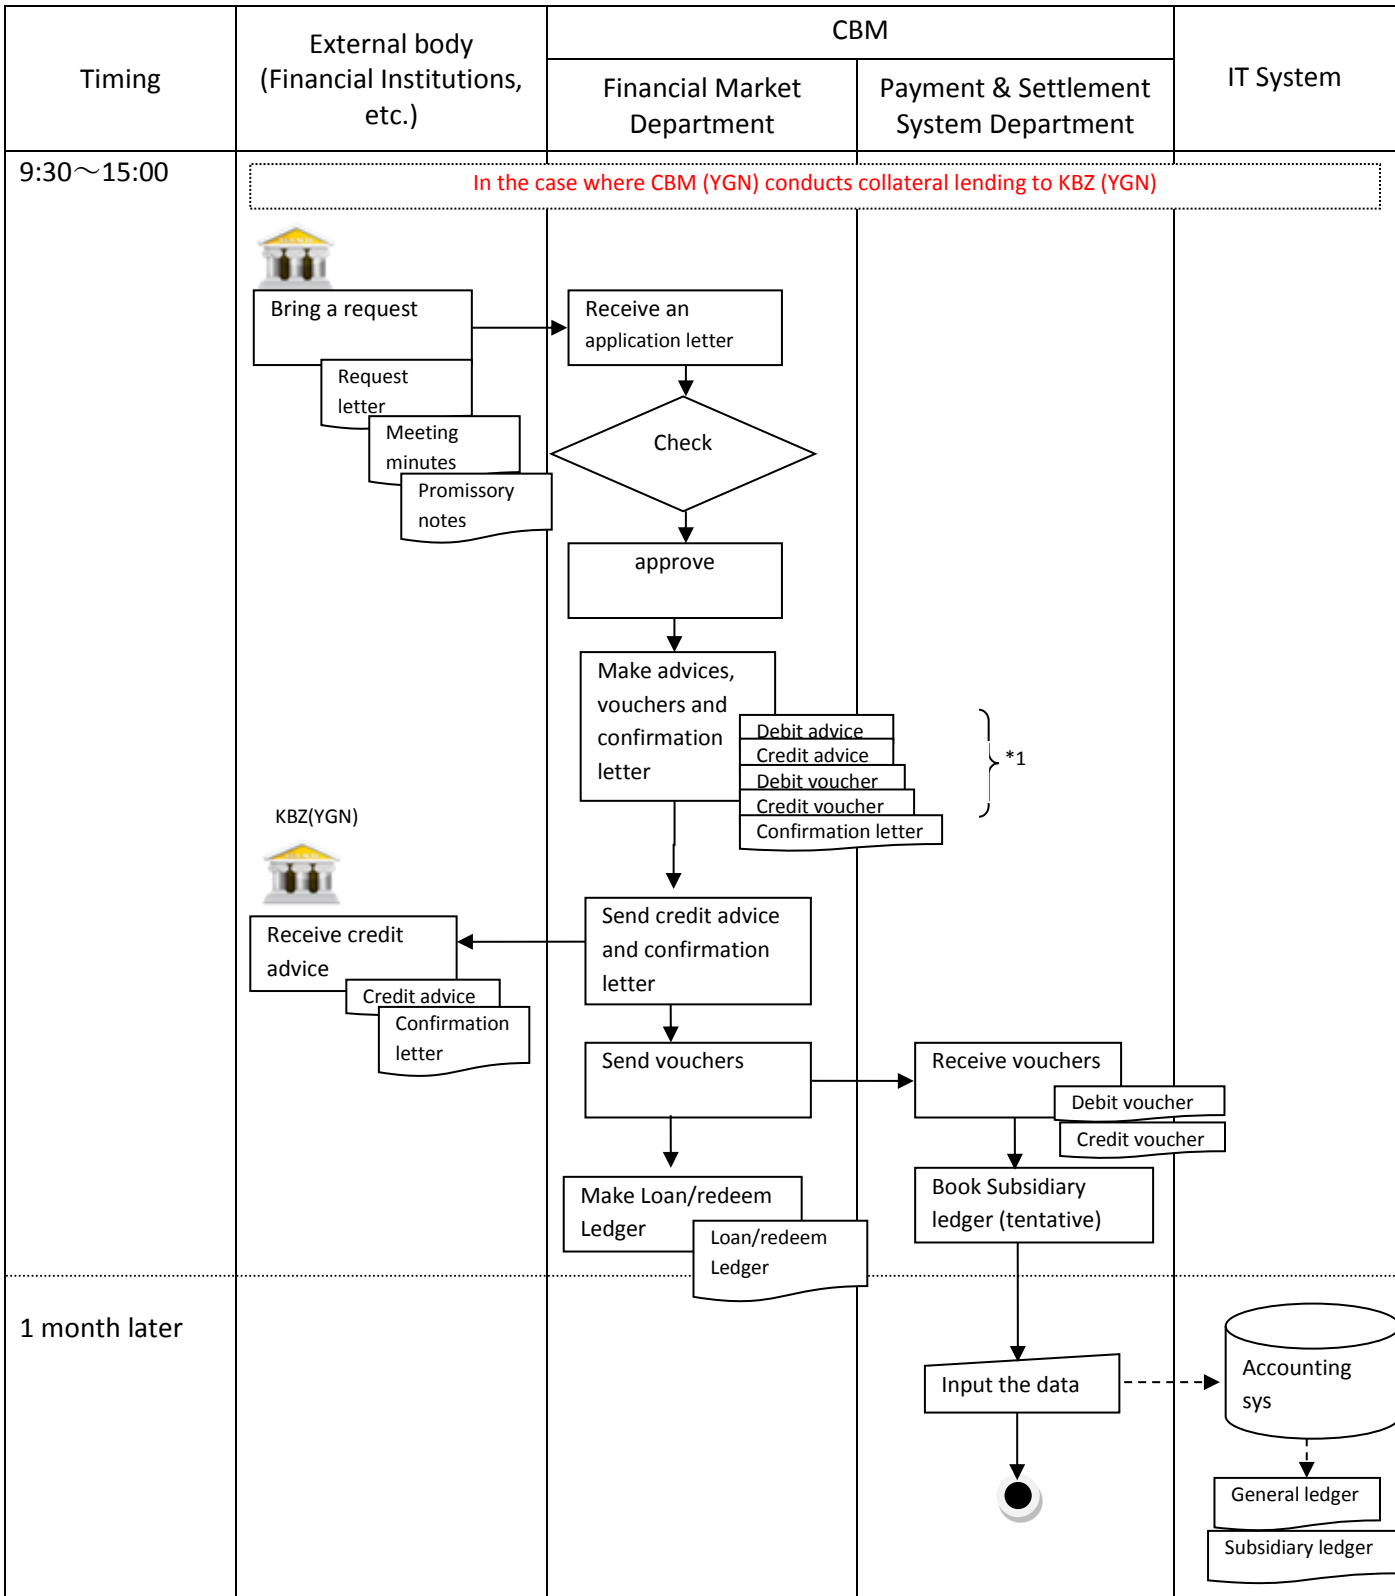 Timing
External body
(Financial Institutions,
etc.)
CBM
Financial Market
Department
Payment & Settlement
System Department
IT System
9:30～15:00
In the case where CBM (YGN) conducts collateral lending to KBZ (YGN)
Bring a request
Request
letter
Meeting
minutes
Promissory
notes
Receive an
application letter
Check
approve
Make advices,
vouchers and
confirmation
letter
Debit advice
Credit advice
Debit voucher
Credit voucher
Confirmation letter
*1
KBZ(YGN)
Receive credit
advice
Credit advice
Confirmation
letter
Send credit advice
and confirmation
letter
Send vouchers
Receive vouchers
Debit voucher
Credit voucher
Make Loan/redeem
Ledger
Loan/redeem
Ledger
Book Subsidiary
ledger (tentative)
1 month later
Input the data
Accounting
sys
General ledger
Subsidiary ledger